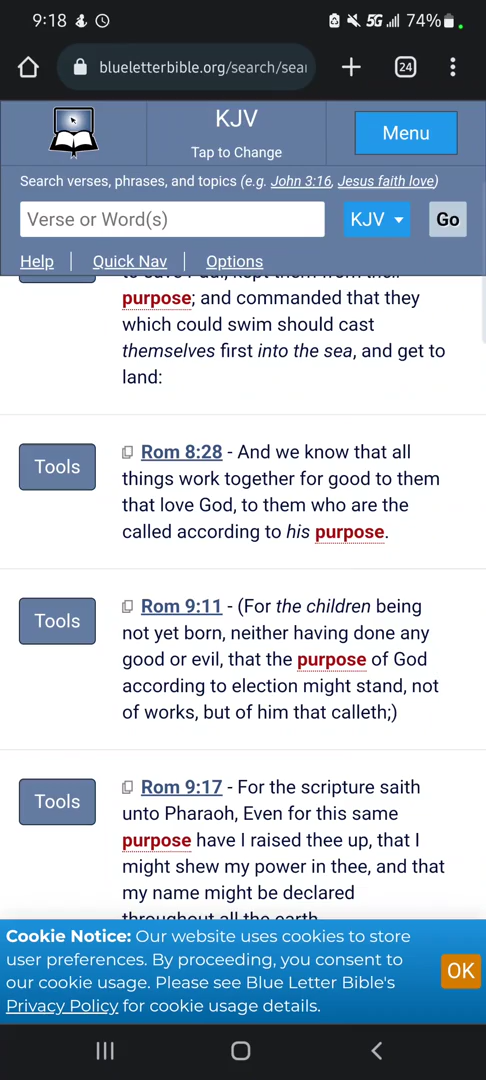 9:18
5G 74%
blueletterbible.org/search/sear
24
KJV
Tap to Change
Menu
Search verses, phrases, and topics (e.g. John 3:16, Jesus faith love)
Verse or Word(s)
KJV
Go
Help
Quick Nav
Options
purpose; and commanded that they
which could swim should cast
themselves first into the sea, and get to
land:
Tools
Rom 8:28 - And we know that all
things work together for good to them
that love God, to them who are the
called according to his purpose.
Tools
Rom 9:11 - (For the children being
not yet born, neither having done any
good or evil, that the purpose of God
according to election might stand, not
of works, but of him that calleth;)
Tools
Rom 9:17 - For the scripture saith
unto Pharaoh, Even for this same
purpose have I raised thee up, that I
might shew my power in thee, and that
my name might be declared
throughout all the earth
Cookie Notice: Our website uses cookies to store
user preferences. By proceeding, you consent to
our cookie usage. Please see Blue Letter Bible's
Privacy Policy for cookie usage details.
OK